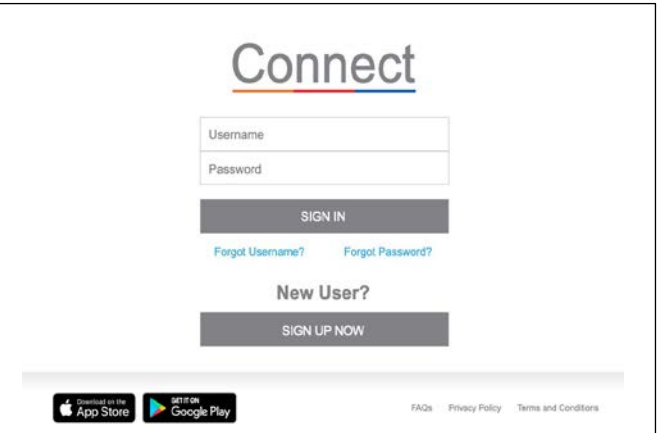 Connect
Username
Password
SIGN IN
Forgot Username? Forgot Password?
New User?
SIGN UP NOW
Download on the
App Store
GET IT ON
Google Play
FAQs Privacy Policy Terms and Conditions